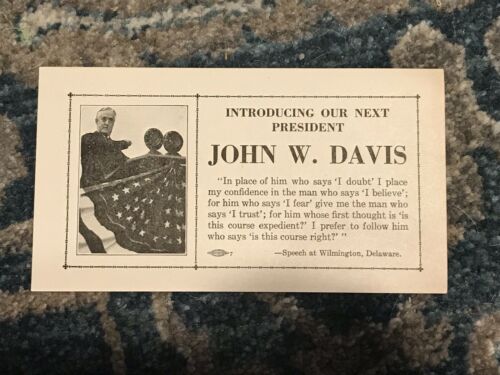 INTRODUCING OUR NEXT
PRESIDENT
JOHN W. DAVIS
"In place of him who says 'I doubt' I place
my confidence in the man who says 'I believe';
for him who says 'I fear' give me the man who
says 'I trust'; for him whose first thought is 'is
this course expedient?' I prefer to follow him
who says 'is this course right?' "
7
—Speech at Wilmington, Delaware.